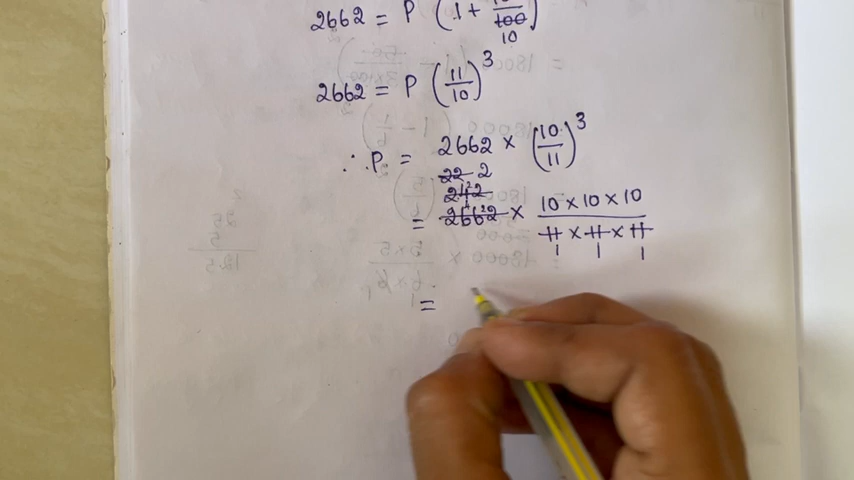 2662 = P (1 + 10/100)
10
2662 = P (11/10)^3
∴ P = 2662 × (10/11)^3
22 2
242
= 2662 × 10 × 10 × 10 / 11 × 11 × 11
1 1 1
=